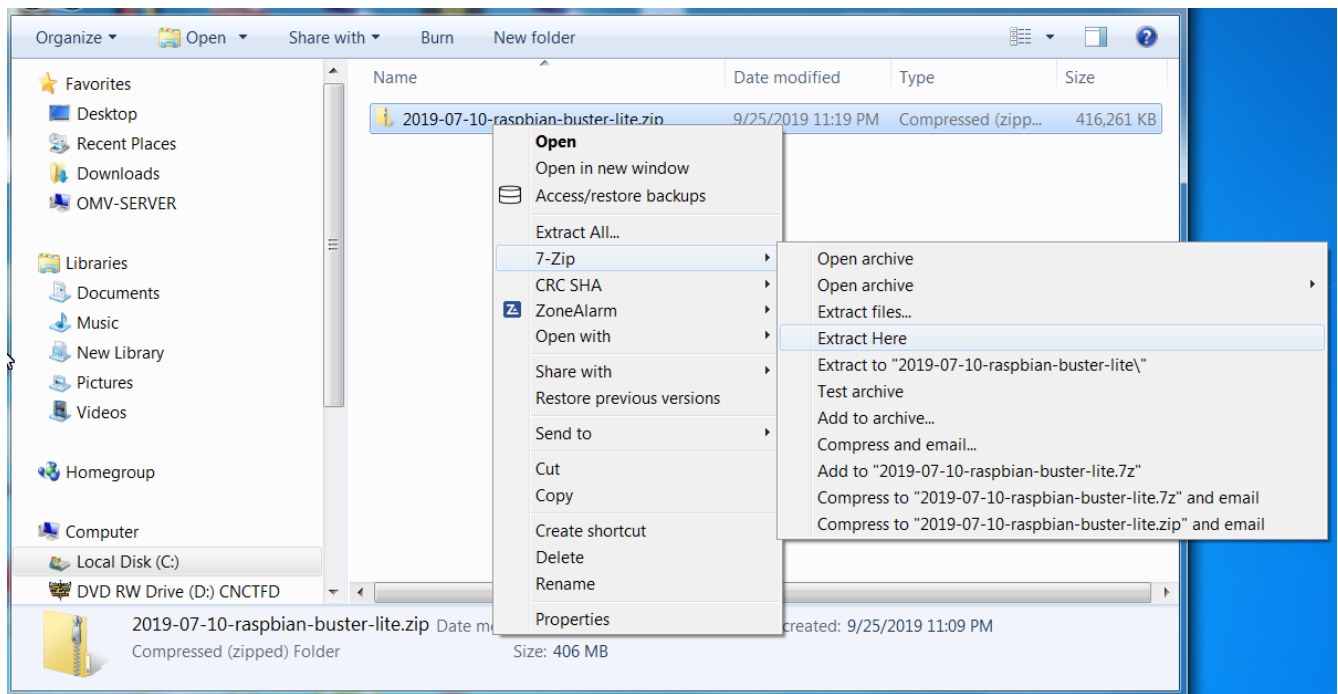 Organize Open Share with Burn New folder
Name Date modified Type Size
2019-07-10-raspbian-buster-lite.zip 9/25/2019 11:19 PM Compressed (zipp... 416,261 KB
Favorites
Desktop
Recent Places
Downloads
OMV-SERVER
Libraries
Documents
Music
New Library
Pictures
Videos
Homegroup
Computer
Local Disk (C:)
DVD RW Drive (D:) CNCTFD
Open
Open in new window
Access/restore backups
Extract All...
7-Zip
CRC SHA
ZA
ZoneAlarm
Open with
Share with
Restore previous versions
Send to
Cut
Copy
Create shortcut
Delete
Rename
Properties
Open archive
Open archive
Extract files...
Extract Here
Extract to "2019-07-10-raspbian-buster-lite\"
Test archive
Add to archive...
Compress and email...
Add to "2019-07-10-raspbian-buster-lite.7z"
Compress to "2019-07-10-raspbian-buster-lite.7z" and email
Compress to "2019-07-10-raspbian-buster-lite.zip" and email
2019-07-10-raspbian-buster-lite.zip Date created: 9/25/2019 11:09 PM
Compressed (zipped) Folder Size: 406 MB